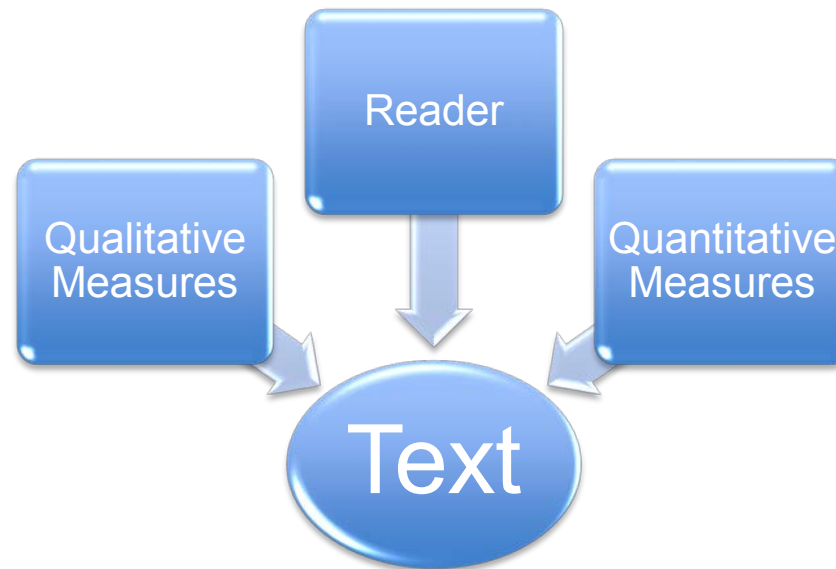 Reader
Qualitative
Measures
Quantitative
Measures
Text